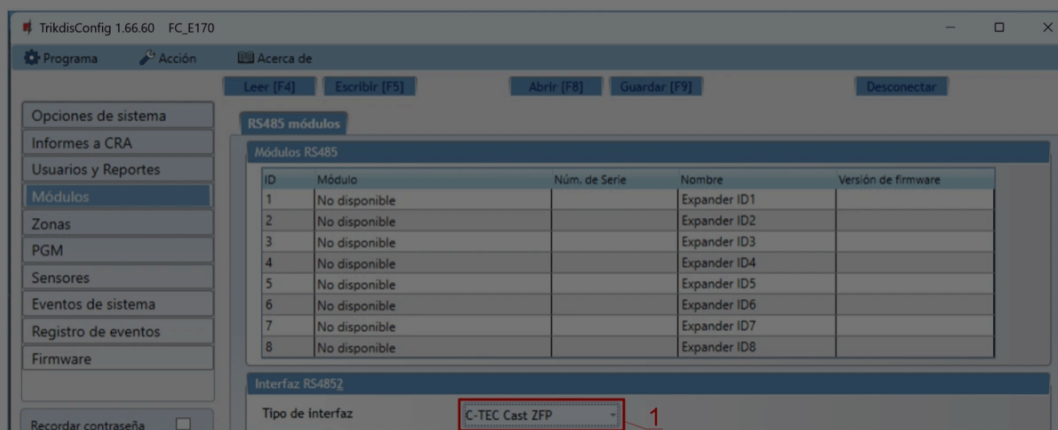 TrikdisConfig 1.66.60 FC_E170
Programa Acción Acerca de
Leer [F4] Escribir [F5] Abrir [F8] Guardar [F9] Desconectar
Opciones de sistema
Informes a CRA
Usuarios y Reportes
Módulos
Zonas
PGM
Sensores
Eventos de sistema
Registro de eventos
Firmware
Recordar contraseña
RS485 módulos
Módulos RS485
ID Módulo Núm. de Serie Nombre Versión de firmware
1 No disponible Expander ID1
2 No disponible Expander ID2
3 No disponible Expander ID3
4 No disponible Expander ID4
5 No disponible Expander ID5
6 No disponible Expander ID6
7 No disponible Expander ID7
8 No disponible Expander ID8
Interfaz RS4852
Tipo de interfaz C-TEC Cast ZFP 1